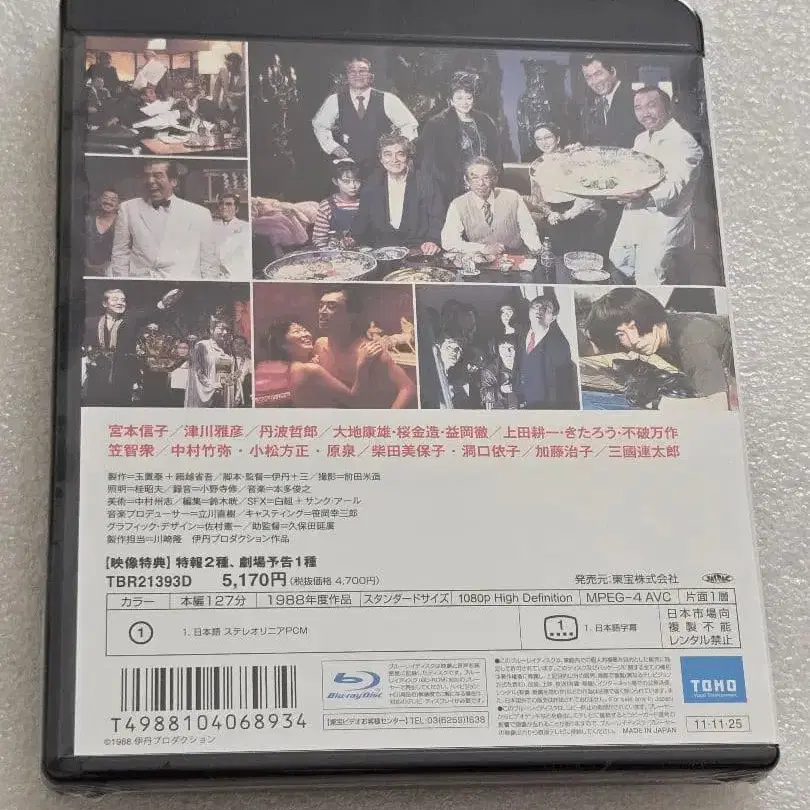 宮本信子／津川雅彦／丹波哲郎／大地康雄・桜金造・益岡徹／上田耕一・きたろう・不破万作
笠智衆／中村竹弥・小松方正・原泉／柴田美保子・洞口依子／加藤治子／三國連太郎
製作=玉置泰+細越省吾／脚本・監督=伊丹十三／撮影=前田米造
照明=桂昭夫／録音=小野寺修／音楽=本多俊之
美術=中村州志／編集=鈴木晄／SFX=白組+サンク・アール
音楽プロデューサー=立川直樹／キャスティング=笹岡幸三郎
グラフィック・デザイン=佐村憲一／助監督=久保田延廣
製作担当=川崎隆 伊丹プロダクション作品
【映像特典】特報2種、劇場予告1種
TBR21393D 5,170円(税抜価格 4,700円)
発売元:東宝株式会社
カラー 本編127分 1988年度作品 スタンダードサイズ 1080p High Definition MPEG-4 AVC 片面1層
① 1. 日本語 ステレオリニアPCM
1 1. 日本語字幕
日本市場向
複製不能
レンタル禁止
Blu-ray Disc
T4988104068934
©1988 伊丹プロダクション
TOHO
11·11·25
MADE IN JAPAN